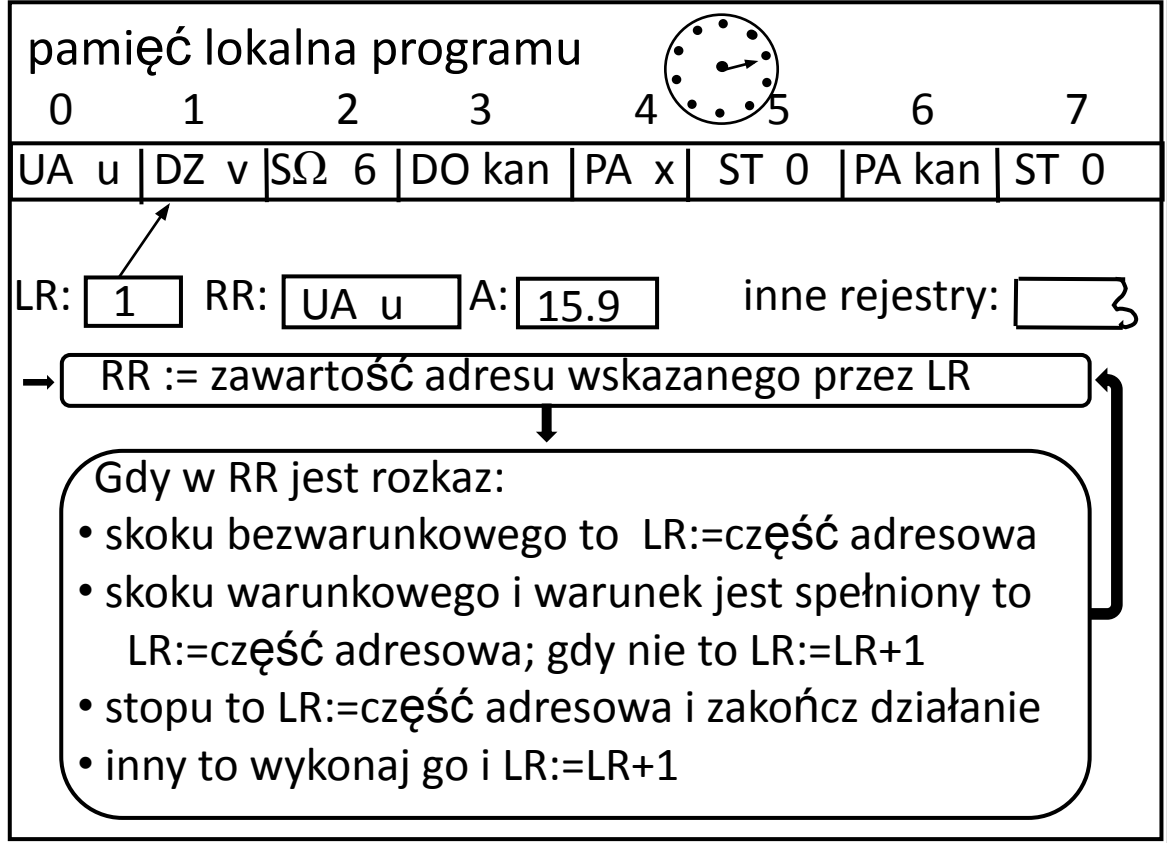 pamięć lokalna programu
0 1 2 3 4 5 6 7
UA u DZ v SΩ 6 DO kan PA x ST 0 PA kan ST 0
LR: 1 RR: UA u A: 15.9 inne rejestry:
RR := zawartość adresu wskazanego przez LR
Gdy w RR jest rozkaz:
• skoku bezwarunkowego to LR:=część adresowa
• skoku warunkowego i warunek jest spełniony to
LR:=część adresowa; gdy nie to LR:=LR+1
• stopu to LR:=część adresowa i zakończ działanie
• inny to wykonaj go i LR:=LR+1